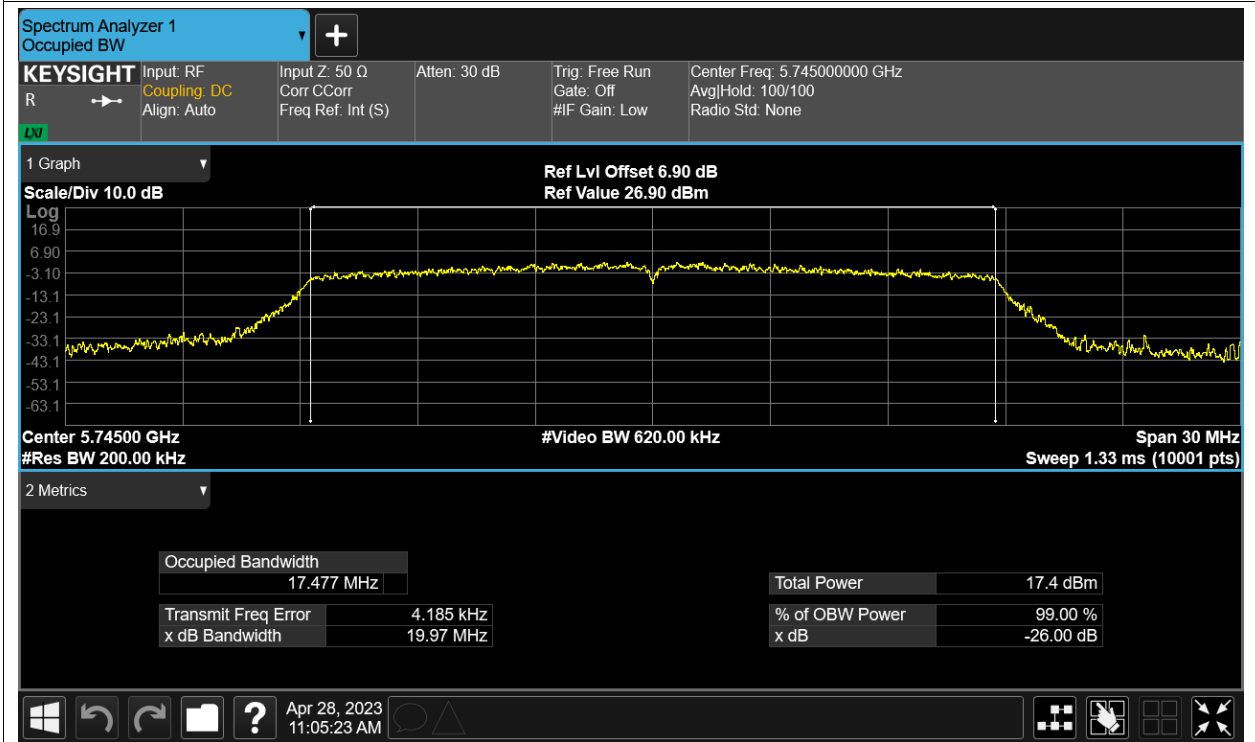 Spectrum Analyzer 1
Occupied BW
KEYSIGHT
R
LXI
Input: RF
Coupling: DC
Align: Auto
Input Z: 50 Ω
Corr CCorr
Freq Ref: Int (S)
Atten: 30 dB
Trig: Free Run
Gate: Off
#IF Gain: Low
Center Freq: 5.745000000 GHz
Avg|Hold: 100/100
Radio Std: None
1 Graph
Scale/Div 10.0 dB
Ref Lvl Offset 6.90 dB
Ref Value 26.90 dBm
Log
16.9
6.90
-3.10
-13.1
-23.1
-33.1
-43.1
-53.1
-63.1
Center 5.74500 GHz
#Video BW 620.00 kHz
Span 30 MHz
#Res BW 200.00 kHz
Sweep 1.33 ms (10001 pts)
2 Metrics
Occupied Bandwidth
17.477 MHz
Total Power 17.4 dBm
Transmit Freq Error 4.185 kHz
% of OBW Power 99.00 %
x dB Bandwidth 19.97 MHz
x dB -26.00 dB
?
Apr 28, 2023
11:05:23 AM